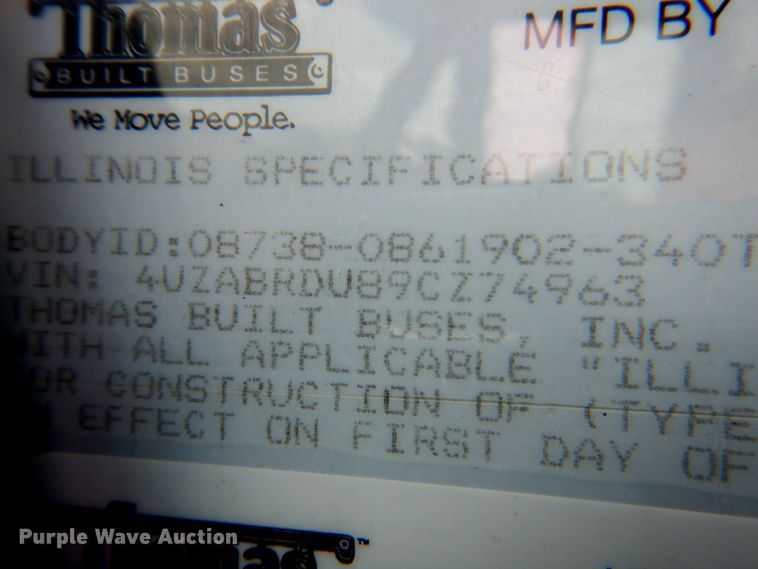 Thomas
BUILT BUSES
We Move People.
MFD BY
ILLINOIS SPECIFICATIONS
BODYID:08738-0861902-340T
VIN: 4UZABRDU89CZ74963
THOMAS BUILT BUSES, INC.
WITH ALL APPLICABLE "ILLI
FOR CONSTRUCTION OF (TYPE
EFFECT ON FIRST DAY OF
Purple Wave Auction